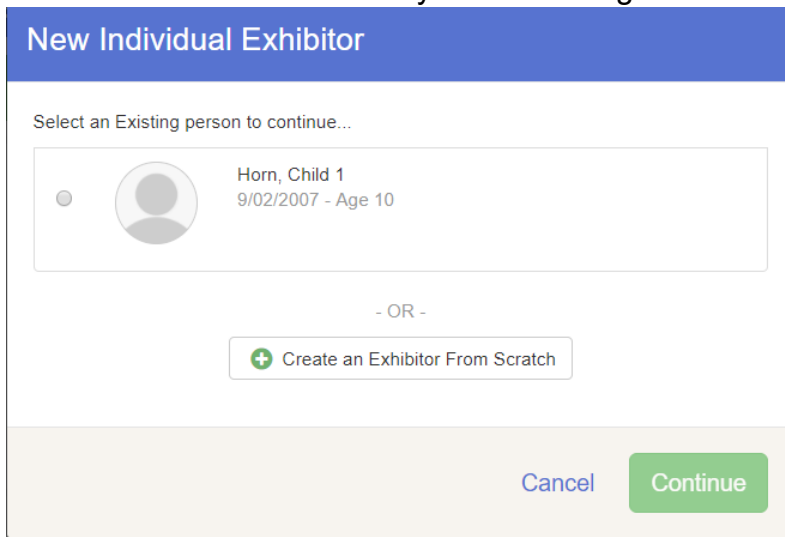 New Individual Exhibitor
Select an Existing person to continue...
Horn, Child 1
9/02/2007 - Age 10
- OR -
Create an Exhibitor From Scratch
Cancel Continue